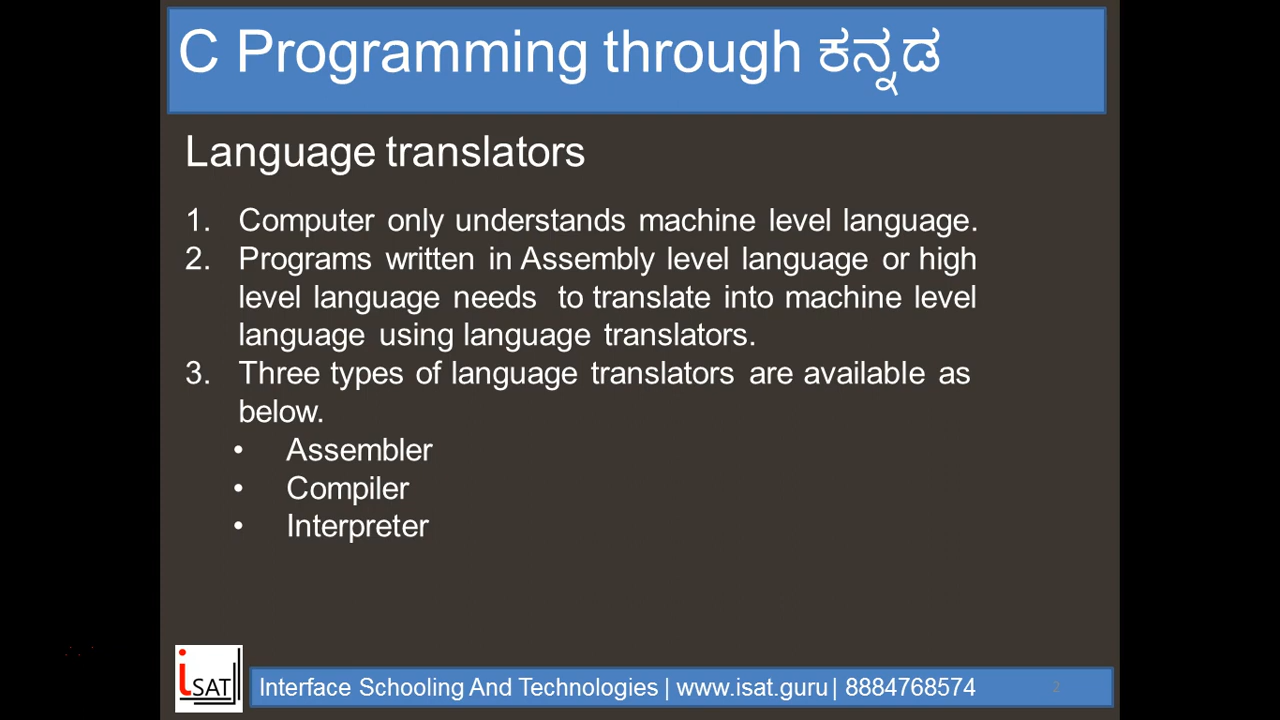 C Programming through ಕನ್ನಡ
Language translators
1. Computer only understands machine level language.
2. Programs written in Assembly level language or high
level language needs to translate into machine level
language using language translators.
3. Three types of language translators are available as
below.
• Assembler
• Compiler
• Interpreter
iSAT
Interface Schooling And Technologies | www.isat.guru | 8884768574
2